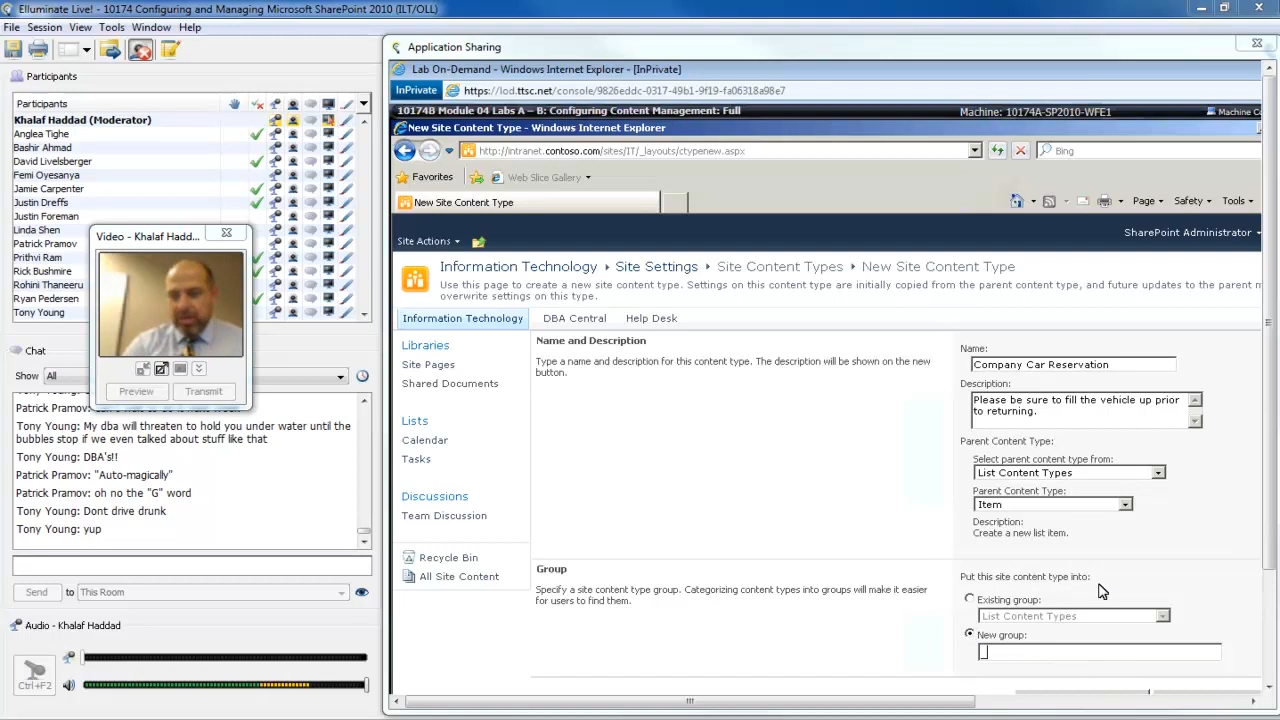 Elluminate Live! - 10174 Configuring and Managing Microsoft SharePoint 2010 (ILT/OLL)
File Session View Tools Window Help
Participants
Participants
Khalaf Haddad (Moderator)
Anglea Tighe
Bashir Ahmad
David Livelsberger
Femi Oyesanya
Jamie Carpenter
Justin Dreffs
Justin Foreman
Linda Shen
Patrick Pramov
Prithvi Ram
Rick Bushmire
Rohini Thaneeru
Ryan Pedersen
Tony Young
Video - Khalaf Hadd...
Preview Transmit
Chat
Show All
Tony Young: My dba will threaten to hold you under water until the
bubbles stop if we even talked about stuff like that
Tony Young: DBA's!!
Patrick Pramov: "Auto-magically"
Patrick Pramov: oh no the "G" word
Tony Young: Dont drive drunk
Tony Young: yup
Send to This Room
Audio - Khalaf Haddad
Ctrl+F2
Application Sharing
Lab On-Demand - Windows Internet Explorer - [InPrivate]
InPrivate https://lod.ttsc.net/console/9826eddc-0317-49b1-9f19-fa06318a98e7
10174B Module 04 Labs A – B: Configuring Content Management: Full Machine: 10174A-SP2010-WFE1 Machine Co
New Site Content Type - Windows Internet Explorer
http://intranet.contoso.com/sites/IT/_layouts/ctypenew.aspx Bing
Favorites Web Slice Gallery
New Site Content Type Page Safety Tools
Site Actions SharePoint Administrator
Information Technology Site Settings Site Content Types New Site Content Type
Use this page to create a new site content type. Settings on this content type are initially copied from the parent content type, and future updates to the parent m
overwrite settings on this type.
Information Technology DBA Central Help Desk
Libraries
Site Pages
Shared Documents
Lists
Calendar
Tasks
Discussions
Team Discussion
Recycle Bin
All Site Content
Name and Description
Type a name and description for this content type. The description will be shown on the new
button.
Name:
Company Car Reservation
Description:
Please be sure to fill the vehicle up prior
to returning.
Parent Content Type:
Select parent content type from:
List Content Types
Parent Content Type:
Item
Description:
Create a new list item.
Group
Specify a site content type group. Categorizing content types into groups will make it easier
for users to find them.
Put this site content type into:
Existing group:
List Content Types
New group: